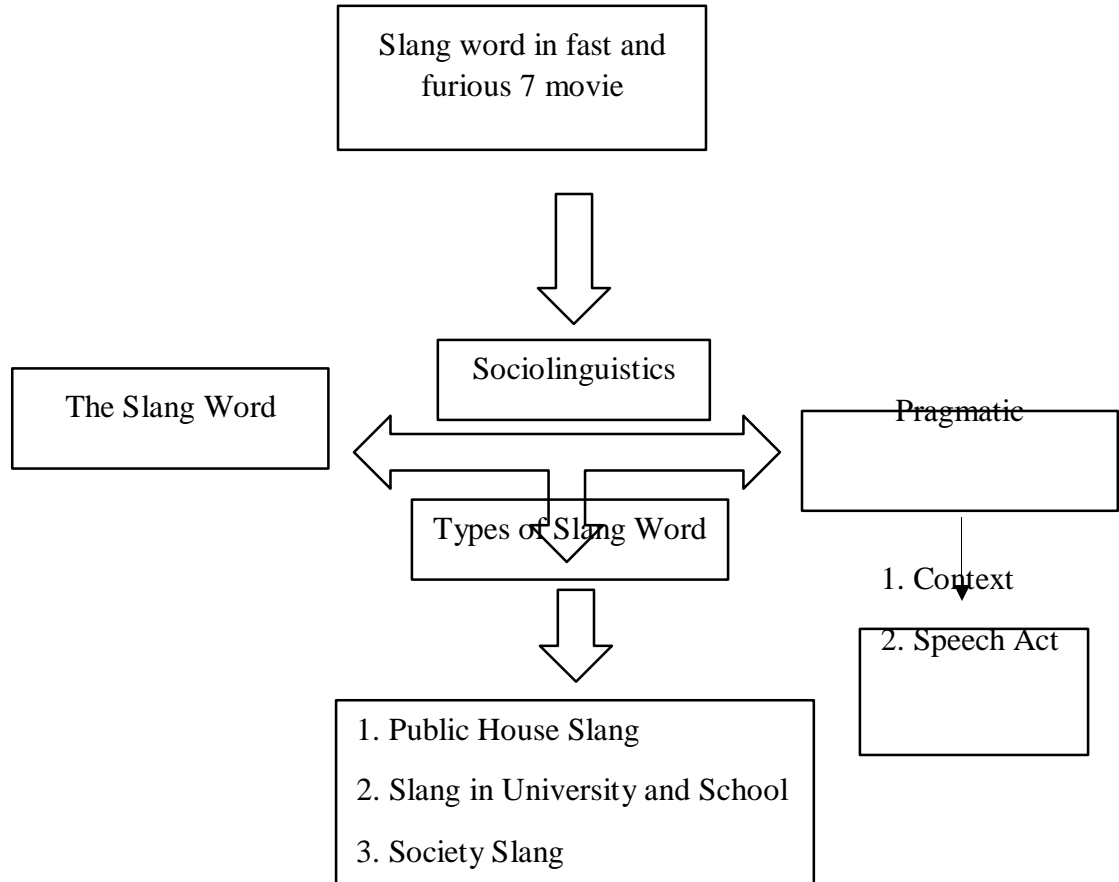 Slang word in fast and
furious 7 movie
Sociolinguistics
The Slang Word
Pragmatic
Types of Slang Word
1. Context
2. Speech Act
1. Public House Slang
2. Slang in University and School
3. Society Slang